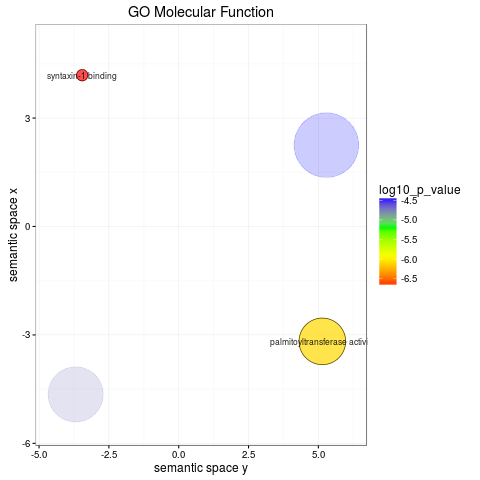 GO Molecular Function
syntaxin-1 binding
palmitoyltransferase activi
semantic space x
3
0
-3
-6
-5.0
-2.5
0.0
2.5
5.0
semantic space y
log10_p_value
-4.5
-5.0
-5.5
-6.0
-6.5